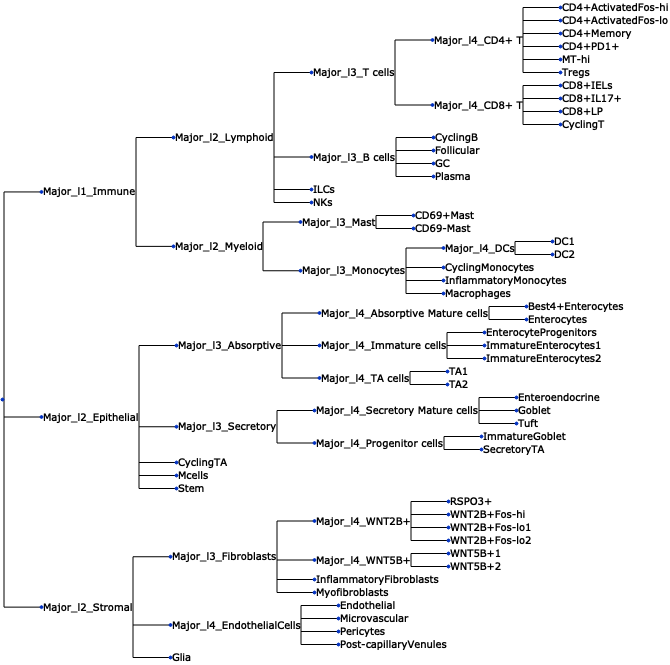 CD4+ActivatedFos-hi
CD4+ActivatedFos-lo
CD4+Memory
Major_l4_CD4+ T
CD4+PD1+
MT-hi
Major_l3_T cells
Tregs
CD8+IELs
CD8+IL17+
Major_l4_CD8+ T
CD8+LP
CyclingT
Major_l2_Lymphoid
CyclingB
Follicular
Major_l3_B cells
GC
Plasma
ILCs
Major_l1_Immune
NKs
CD69+Mast
Major_l3_Mast
CD69-Mast
DC1
Major_l2_Myeloid
Major_l4_DCs
DC2
Major_l3_Monocytes
CyclingMonocytes
InflammatoryMonocytes
Macrophages
Best4+Enterocytes
Major_l4_Absorptive Mature cells
Enterocytes
EnterocyteProgenitors
Major_l3_Absorptive
Major_l4_Immature cells
ImmatureEnterocytes1
ImmatureEnterocytes2
TA1
Major_l4_TA cells
TA2
Enteroendocrine
Major_l4_Secretory Mature cells
Goblet
Major_l2_Epithelial
Tuft
Major_l3_Secretory
ImmatureGoblet
Major_l4_Progenitor cells
SecretoryTA
CyclingTA
Mcells
Stem
RSPO3+
WNT2B+Fos-hi
Major_l4_WNT2B+
WNT2B+Fos-lo1
WNT2B+Fos-lo2
Major_l3_Fibroblasts
WNT5B+1
Major_l4_WNT5B+
WNT5B+2
InflammatoryFibroblasts
Myofibroblasts
Major_l2_Stromal
Endothelial
Microvascular
Major_l4_EndothelialCells
Pericytes
Post-capillaryVenules
Glia